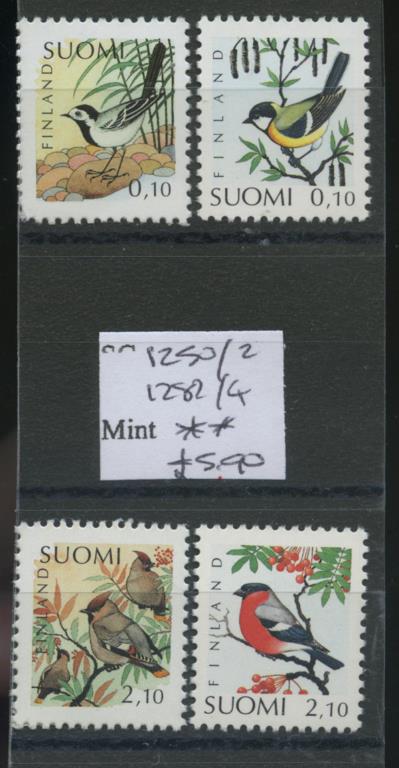 SUOMI
FINLAND
0,10
FINLAND
SUOMI 0,10
1250/2
1282/4
Mint **
£5.90
SUOMI
FINLAND
2,10
FINLAND
SUOMI 2,10